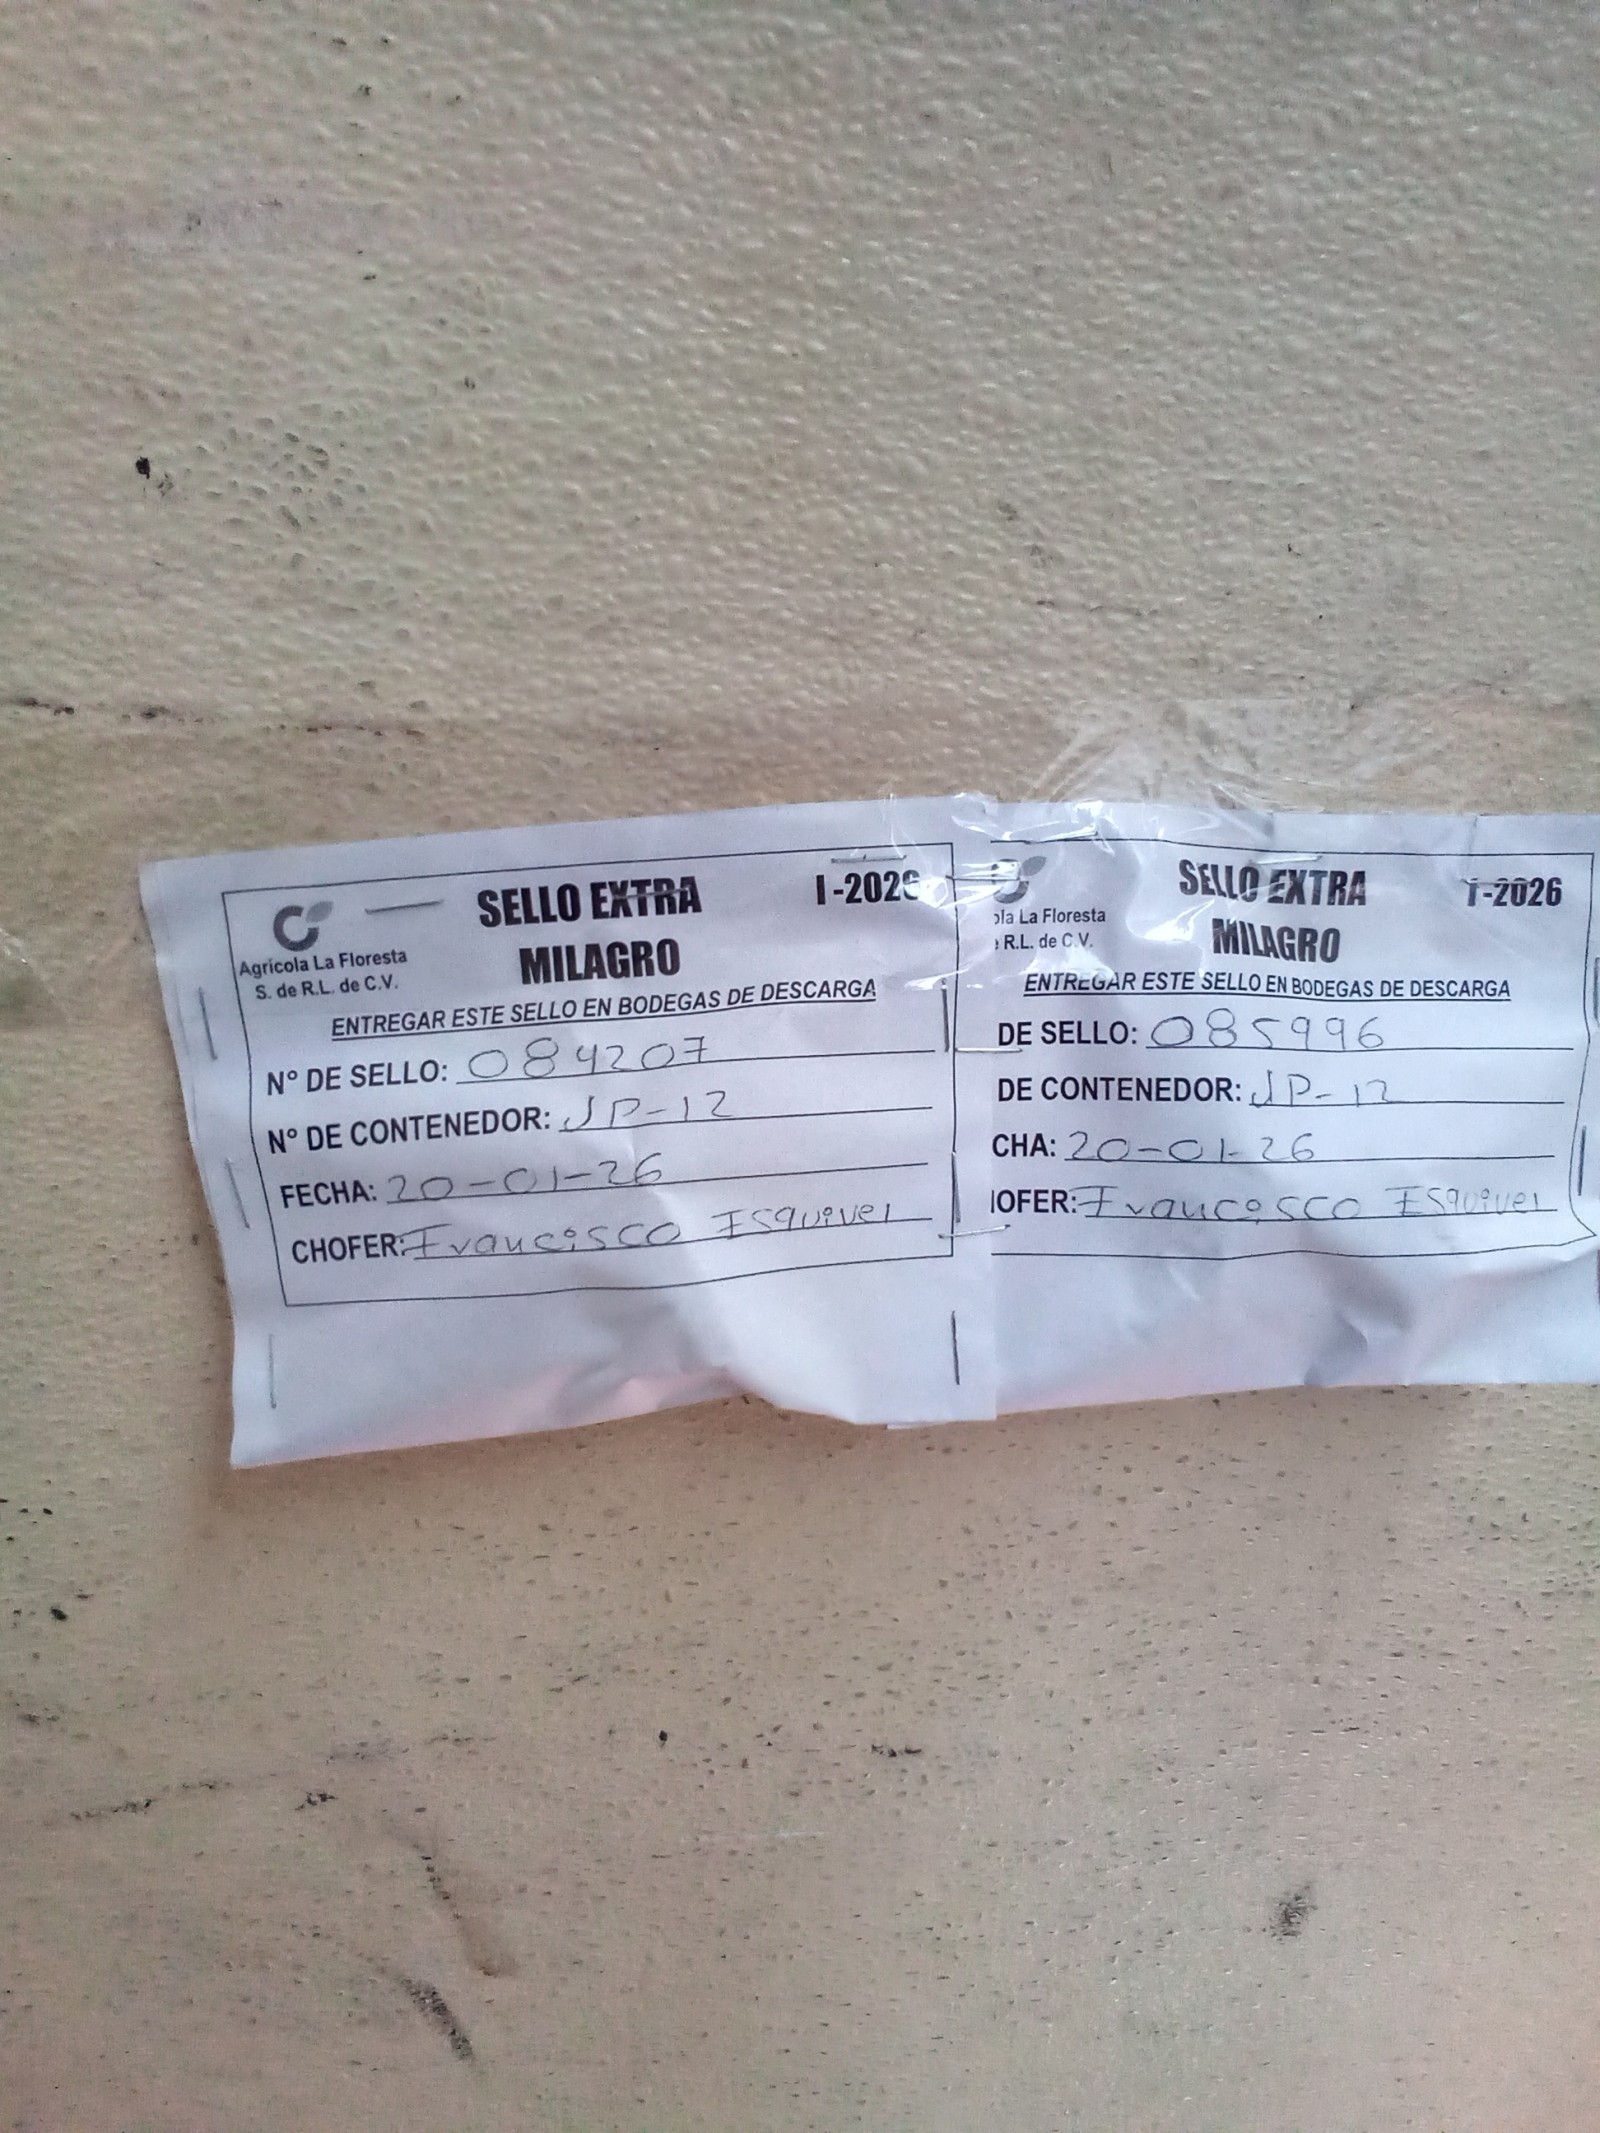 Agrícola La Floresta
S. de R.L. de C.V.
SELLO EXTRA
MILAGRO
I-2026
ENTREGAR ESTE SELLO EN BODEGAS DE DESCARGA
N° DE SELLO: 084207
N° DE CONTENEDOR: JP-12
FECHA: 20-01-26
CHOFER: Francisco Esquivel
ola La Floresta
e R.L. de C.V.
SELLO EXTRA
MILAGRO
I-2026
ENTREGAR ESTE SELLO EN BODEGAS DE DESCARGA
DE SELLO: 085996
DE CONTENEDOR: JP-12
CHA: 20-01-26
HOFER: Francisco Esquivel